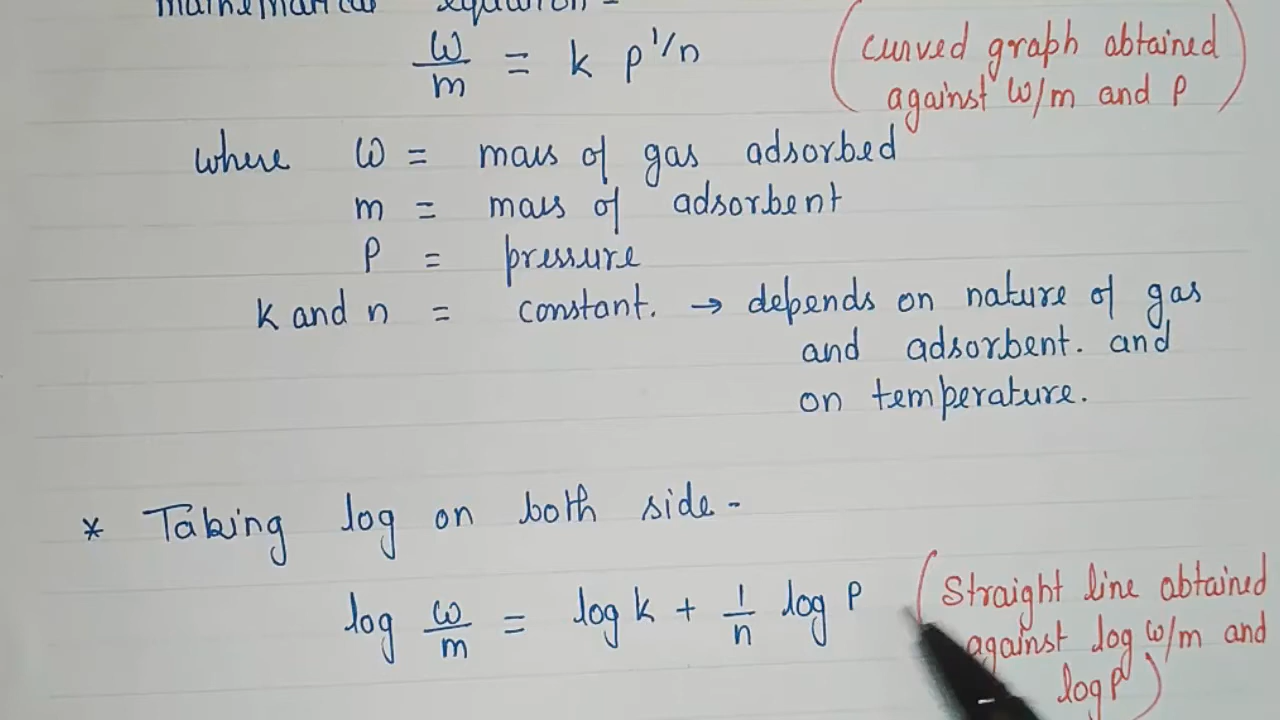 mathematical equation -
w/m = k p^1/n
(curved graph obtained
against w/m and P)
where w = mass of gas adsorbed
m = mass of adsorbent
P = pressure
k and n = constant. → depends on nature of gas
and adsorbent. and
on temperature.
* Taking log on both side -
log w/m = log k + 1/n log P
(Straight line obtained
against log w/m and
log P)